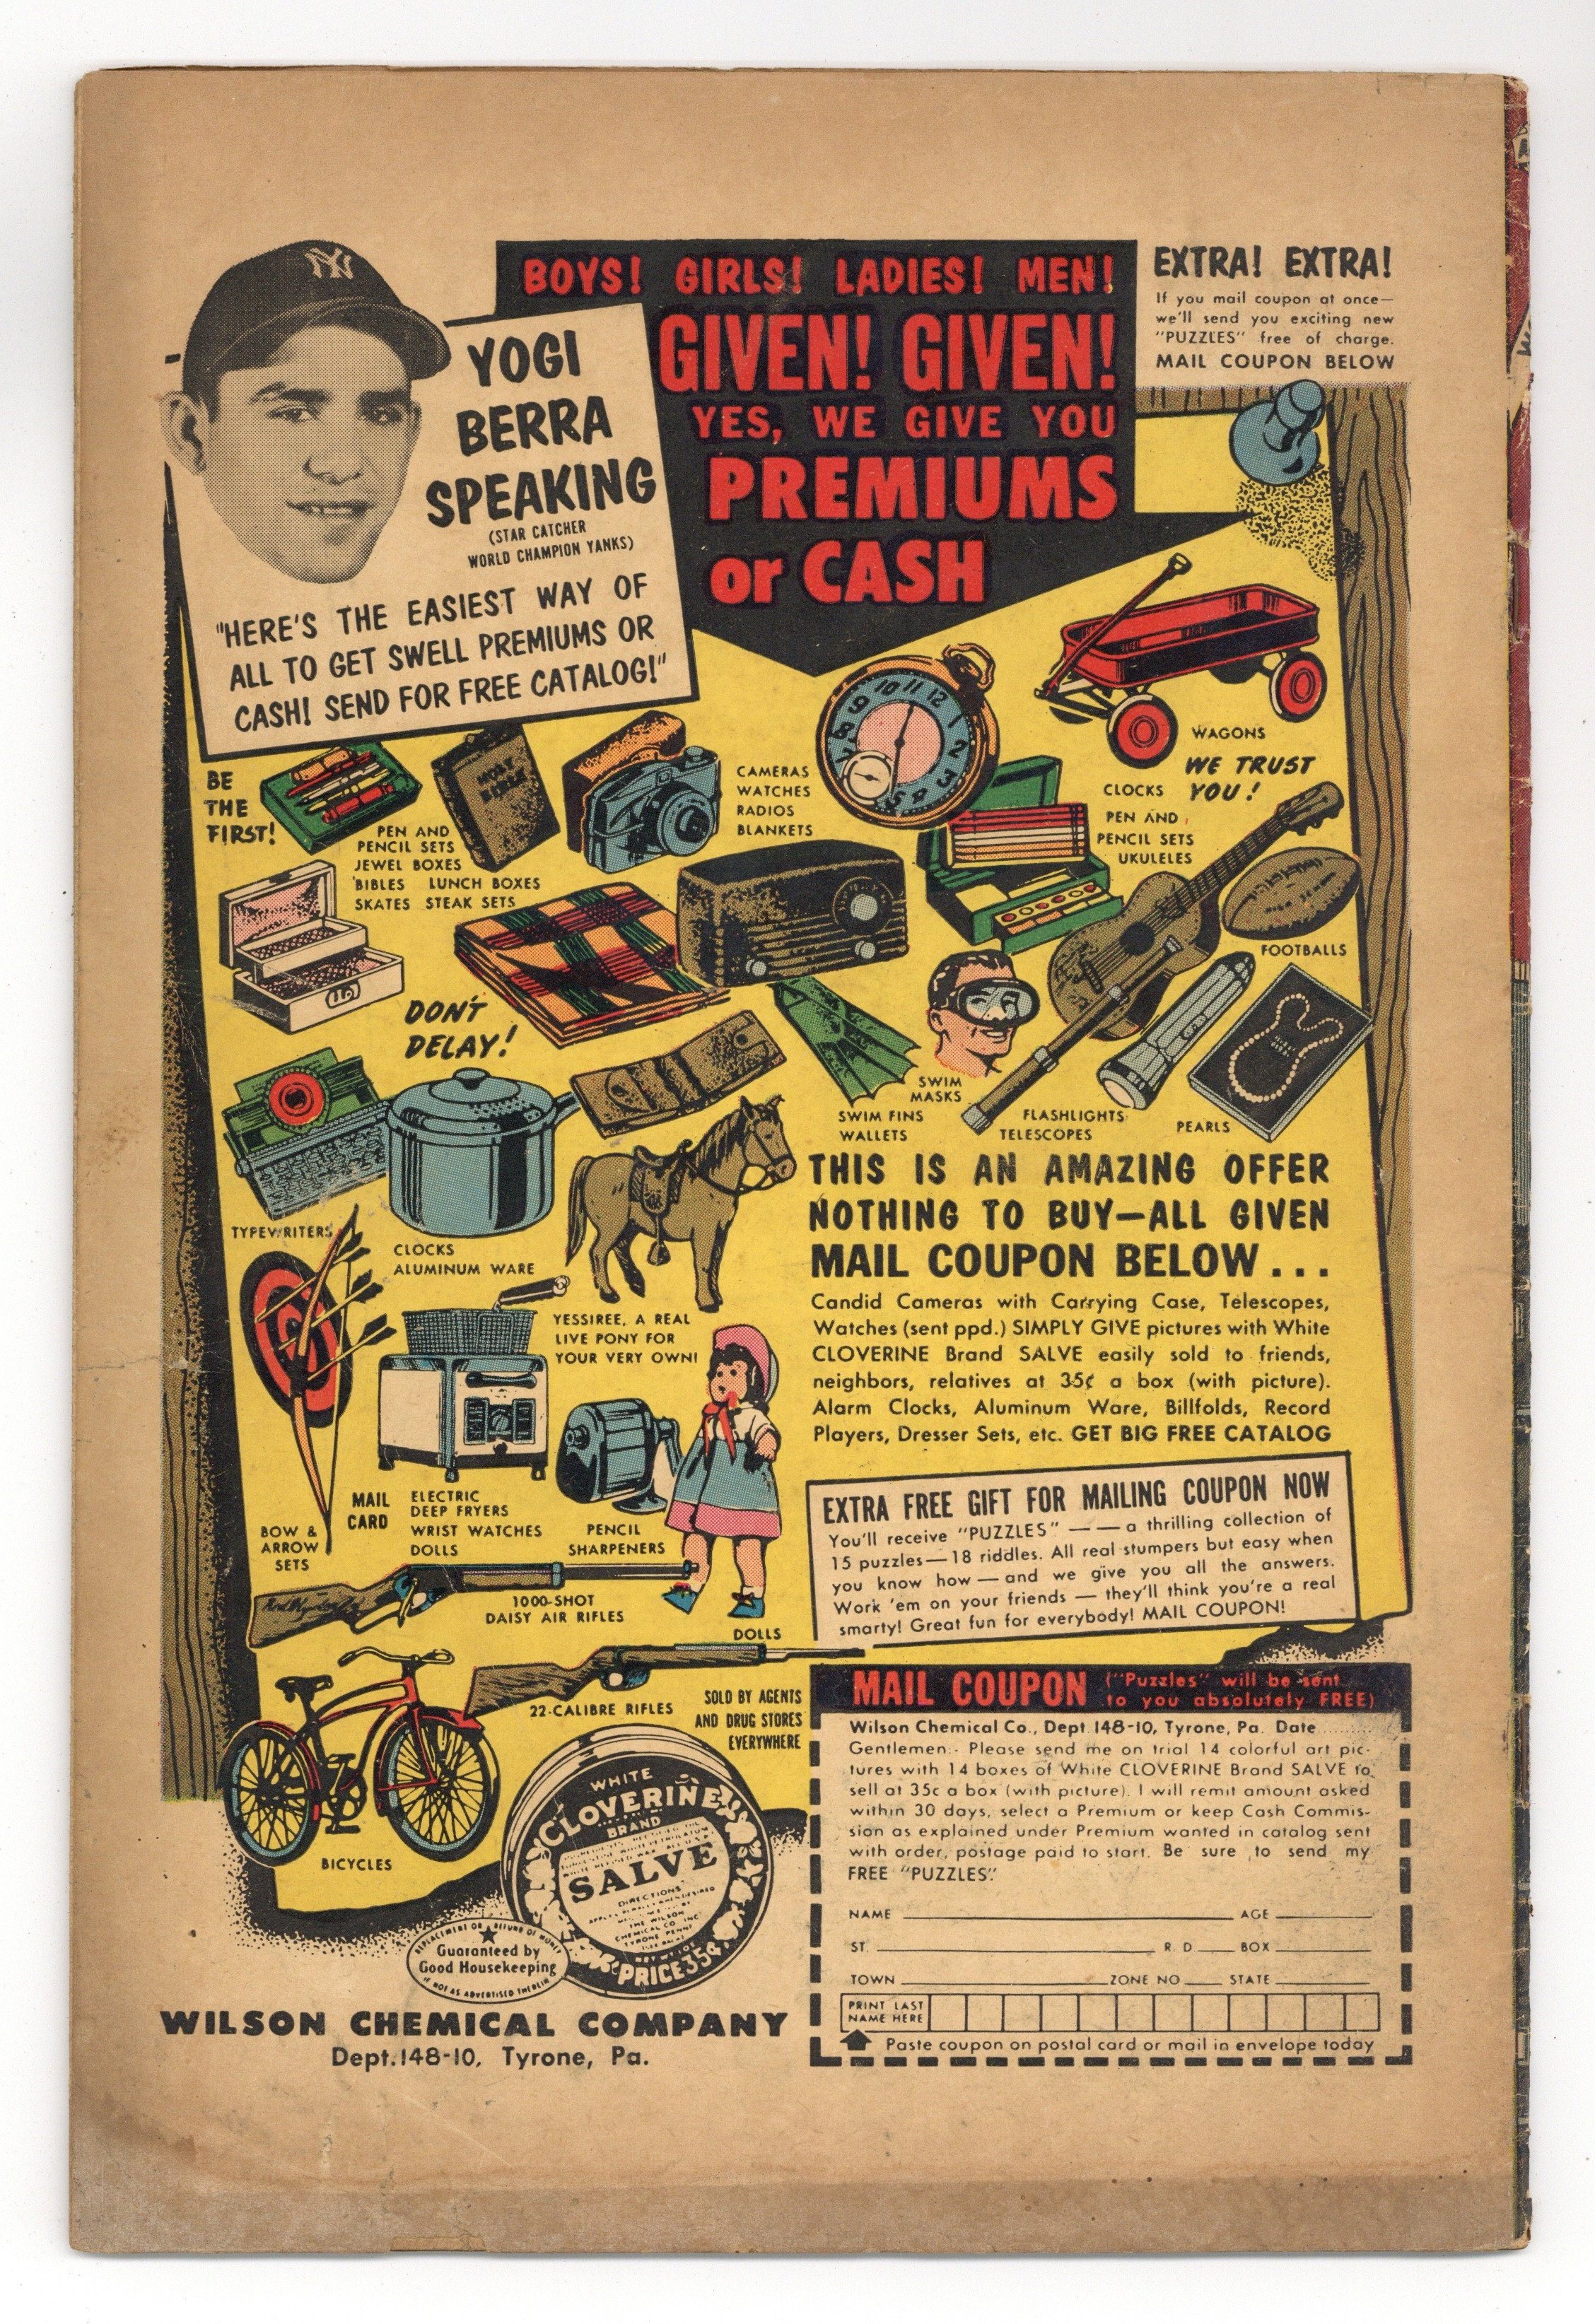 BOYS! GIRLS! LADIES! MEN!
GIVEN! GIVEN!
YES, WE GIVE YOU
PREMIUMS
or CASH
EXTRA! EXTRA!
If you mail coupon at once—
we'll send you exciting new
"PUZZLES" free of charge.
MAIL COUPON BELOW
NY
YOGI
BERRA
SPEAKING
(STAR CATCHER
WORLD CHAMPION YANKS)
"HERE'S THE EASIEST WAY OF
ALL TO GET SWELL PREMIUMS OR
CASH! SEND FOR FREE CATALOG!"
BE
THE
FIRST!
HOLY
BIBLE
PEN AND
PENCIL SETS
JEWEL BOXES
BIBLES LUNCH BOXES
SKATES STEAK SETS
CAMERAS
WATCHES
RADIOS
BLANKETS
WAGONS
WE TRUST
YOU!
CLOCKS
PEN AND
PENCIL SETS
UKULELES
FOOTBALLS
DON'T
DELAY!
SWIM
MASKS
SWIM FINS
WALLETS
FLASHLIGHTS
TELESCOPES
PEARLS
TYPEWRITERS
CLOCKS
ALUMINUM WARE
YESSIREE, A REAL
LIVE PONY FOR
YOUR VERY OWN!
THIS IS AN AMAZING OFFER
NOTHING TO BUY—ALL GIVEN
MAIL COUPON BELOW...
Candid Cameras with Carrying Case, Telescopes,
Watches (sent ppd.) SIMPLY GIVE pictures with White
CLOVERINE Brand SALVE easily sold to friends,
neighbors, relatives at 35¢ a box (with picture).
Alarm Clocks, Aluminum Ware, Billfolds, Record
Players, Dresser Sets, etc. GET BIG FREE CATALOG
BOW &
ARROW
SETS
MAIL
CARD
ELECTRIC
DEEP FRYERS
WRIST WATCHES
DOLLS
PENCIL
SHARPENERS
1000-SHOT
DAISY AIR RIFLES
DOLLS
EXTRA FREE GIFT FOR MAILING COUPON NOW
You'll receive "PUZZLES" — — a thrilling collection of
15 puzzles—18 riddles. All real stumpers but easy when
you know how—and we give you all the answers.
Work 'em on your friends — they'll think you're a real
smarty! Great fun for everybody! MAIL COUPON!
22-CALIBRE RIFLES
SOLD BY AGENTS
AND DRUG STORES
EVERYWHERE
BICYCLES
WHITE
CLOVERINE
BRAND
SALVE
DIRECTIONS
THE WILSON
CHEMICAL CO. INC.
PRICE 35¢
REPLACEMENT OR REFUND OF MONEY
Guaranteed by
Good Housekeeping
IF NOT AS ADVERTISED THEREIN
WILSON CHEMICAL COMPANY
Dept.148-10, Tyrone, Pa.
MAIL COUPON ("Puzzles" will be sent
to you absolutely FREE)
Wilson Chemical Co., Dept 148-10, Tyrone, Pa. Date
Gentlemen:- Please send me on trial 14 colorful art pic-
tures with 14 boxes of White CLOVERINE Brand SALVE to
sell at 35c a box (with picture). I will remit amount asked
within 30 days, select a Premium or keep Cash Commis-
sion as explained under Premium wanted in catalog sent
with order, postage paid to start. Be sure to send my
FREE "PUZZLES".
NAME AGE
ST. R. D. BOX
TOWN ZONE NO STATE
PRINT LAST
NAME HERE
Paste coupon on postal card or mail in envelope today